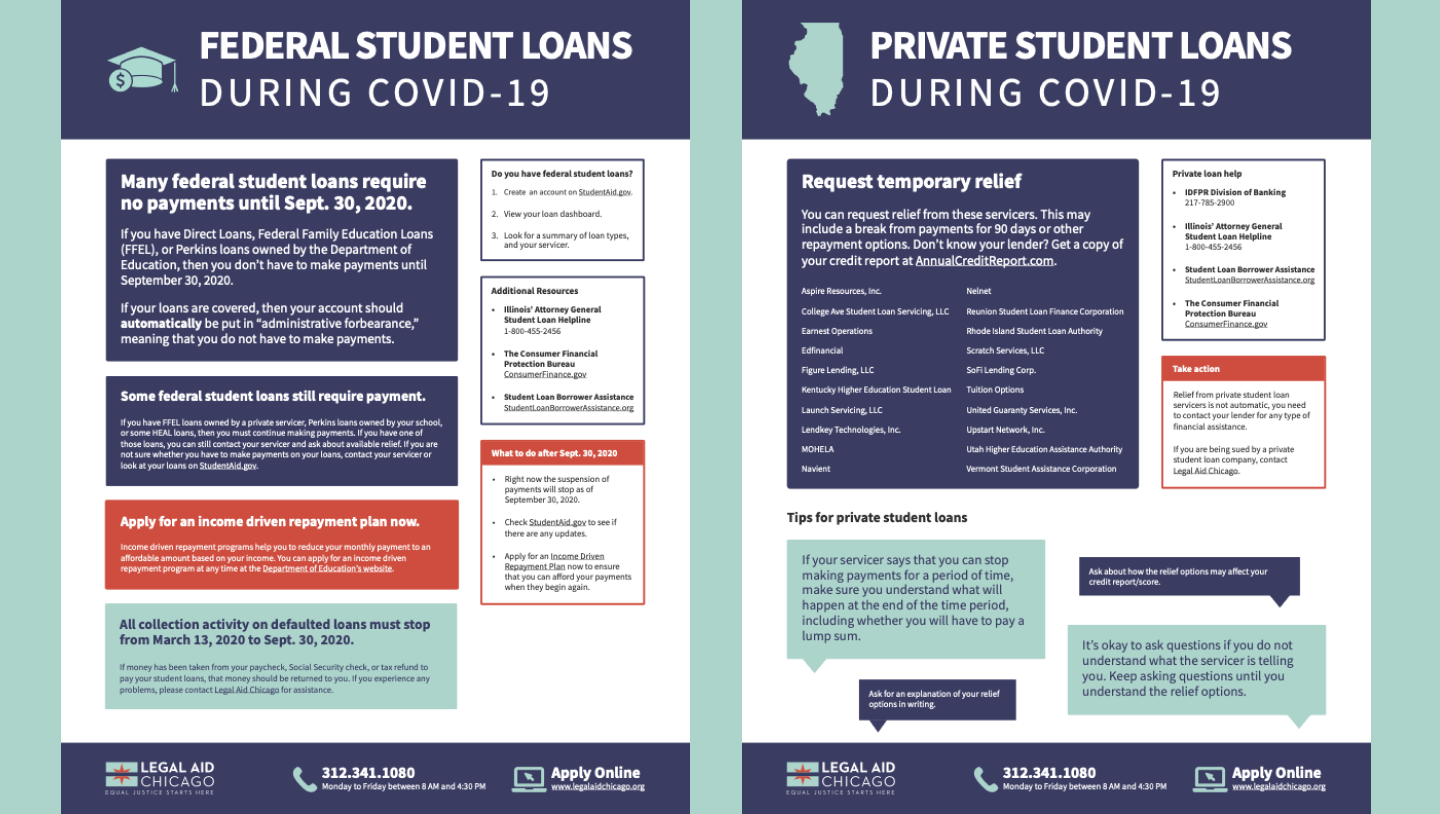 FEDERAL STUDENT LOANS
DURING COVID-19
Many federal student loans require
no payments until Sept. 30, 2020.
If you have Direct Loans, Federal Family Education Loans
(FFEL), or Perkins loans owned by the Department of
Education, then you don't have to make payments until
September 30, 2020.
If your loans are covered, then your account should
automatically be put in “administrative forbearance,”
meaning that you do not have to make payments.
Some federal student loans still require payment.
If you have FFEL loans owned by a private servicer, Perkins loans owned by your school,
or some HEAL loans, then you must continue making payments. If you have one of
those loans, you can still contact your servicer and ask about available relief. If you are
not sure whether you have to make payments on your loans, contact your servicer or
look at your loans on StudentAid.gov.
Apply for an income driven repayment plan now.
Income driven repayment programs help you to reduce your monthly payment to an
affordable amount based on your income. You can apply for an income driven
repayment program at any time at the Department of Education's website.
All collection activity on defaulted loans must stop
from March 13, 2020 to Sept. 30, 2020.
If money has been taken from your paycheck, Social Security check, or tax refund to
pay your student loans, that money should be returned to you. If you experience any
problems, please contact Legal Aid Chicago for assistance.
Do you have federal student loans?
1. Create an account on StudentAid.gov.
2. View your loan dashboard.
3. Look for a summary of loan types,
and your servicer.
Additional Resources
• Illinois' Attorney General
Student Loan Helpline
1-800-455-2456
• The Consumer Financial
Protection Bureau
ConsumerFinance.gov
• Student Loan Borrower Assistance
StudentLoanBorrowerAssistance.org
What to do after Sept. 30, 2020
• Right now the suspension of
payments will stop as of
September 30, 2020.
• Check StudentAid.gov to see if
there are any updates.
• Apply for an Income Driven
Repayment Plan now to ensure
that you can afford your payments
when they begin again.
LEGAL AID
CHICAGO
EQUAL JUSTICE STARTS HERE
312.341.1080
Monday to Friday between 8 AM and 4:30 PM
Apply Online
www.legalaidchicago.org
PRIVATE STUDENT LOANS
DURING COVID-19
Request temporary relief
You can request relief from these servicers. This may
include a break from payments for 90 days or other
repayment options. Don't know your lender? Get a copy of
your credit report at AnnualCreditReport.com.
Aspire Resources, Inc.
College Ave Student Loan Servicing, LLC
Earnest Operations
Edfinancial
Figure Lending, LLC
Kentucky Higher Education Student Loan
Launch Servicing, LLC
Lendkey Technologies, Inc.
MOHELA
Navient
Nelnet
Reunion Student Loan Finance Corporation
Rhode Island Student Loan Authority
Scratch Services, LLC
SoFi Lending Corp.
Tuition Options
United Guaranty Services, Inc.
Upstart Network, Inc.
Utah Higher Education Assistance Authority
Vermont Student Assistance Corporation
Private loan help
• IDFPR Division of Banking
217-785-2900
• Illinois' Attorney General
Student Loan Helpline
1-800-455-2456
• Student Loan Borrower Assistance
StudentLoanBorrowerAssistance.org
• The Consumer Financial
Protection Bureau
ConsumerFinance.gov
Take action
Relief from private student loan
servicers is not automatic, you need
to contact your lender for any type of
financial assistance.
If you are being sued by a private
student loan company, contact
Legal Aid Chicago.
Tips for private student loans
If your servicer says that you can stop
making payments for a period of time,
make sure you understand what will
happen at the end of the time period,
including whether you will have to pay a
lump sum.
Ask about how the relief options may affect your
credit report/score.
It's okay to ask questions if you do not
understand what the servicer is telling
you. Keep asking questions until you
understand the relief options.
Ask for an explanation of your relief
options in writing.
LEGAL AID
CHICAGO
EQUAL JUSTICE STARTS HERE
312.341.1080
Monday to Friday between 8 AM and 4:30 PM
Apply Online
www.legalaidchicago.org